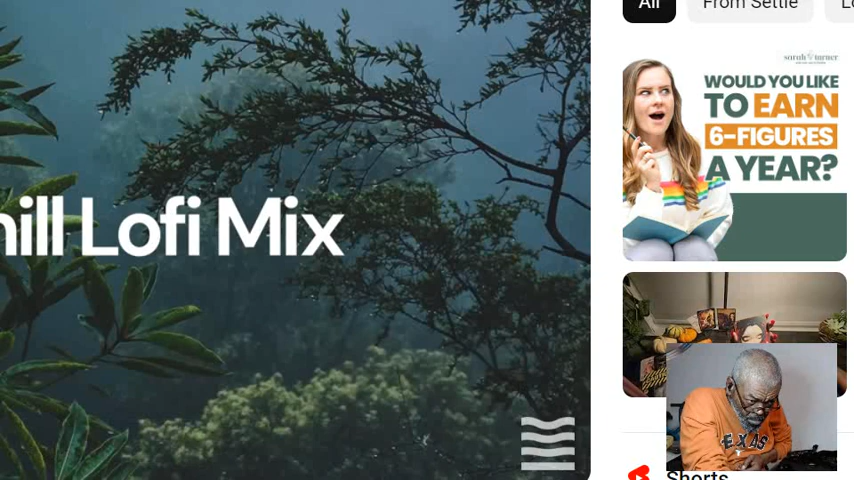 All
From Settle
sarah turner
WOULD YOU LIKE
TO EARN
6-FIGURES
A YEAR?
hill Lofi Mix
TEXAS
Shorts